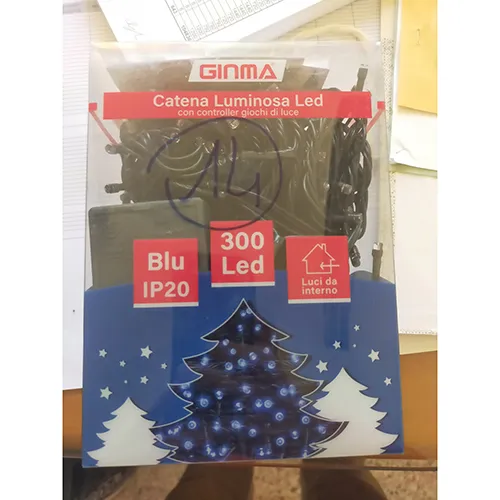 GINMA
Catena Luminosa Led
con controller giochi di luce
14
Blu
IP20
300
Led
Luci da
interno